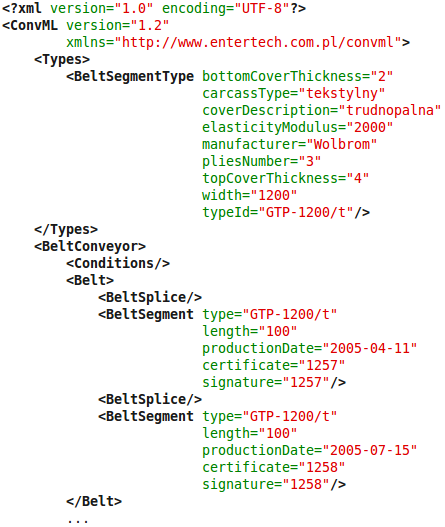 <?xml version="1.0" encoding="UTF-8"?>
<ConvML version="1.2"
xmlns="http://www.entertech.com.pl/convml">
<Types>
<BeltSegmentType bottomCoverThickness="2"
carcassType="tekstylny"
coverDescription="trudnopalna"
elasticityModulus="2000"
manufacturer="Wolbrom"
pliesNumber="3"
topCoverThickness="4"
width="1200"
typeId="GTP-1200/t"/>
</Types>
<BeltConveyor>
<Conditions/>
<Belt>
<BeltSplice/>
<BeltSegment type="GTP-1200/t"
length="100"
productionDate="2005-04-11"
certificate="1257"
signature="1257"/>
<BeltSplice/>
<BeltSegment type="GTP-1200/t"
length="100"
productionDate="2005-07-15"
certificate="1258"
signature="1258"/>
</Belt>
...